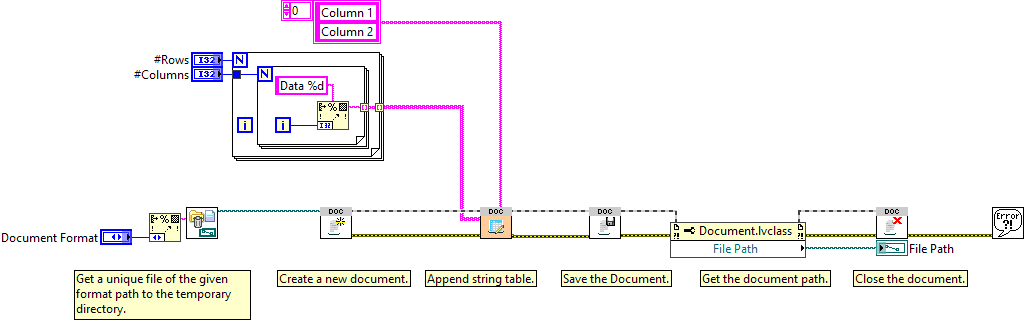 0
Column 1
Column 2
#Rows
I32
N
#Columns
I32
N
Data %d
%
I32
i
i
DOC
DOC
DOC
DOC
%
Error
?!
Document.lvclass
Document Format
File Path
File Path
Get a unique file of the given
format path to the temporary
directory.
Create a new document.
Append string table.
Save the Document.
Get the document path.
Close the document.